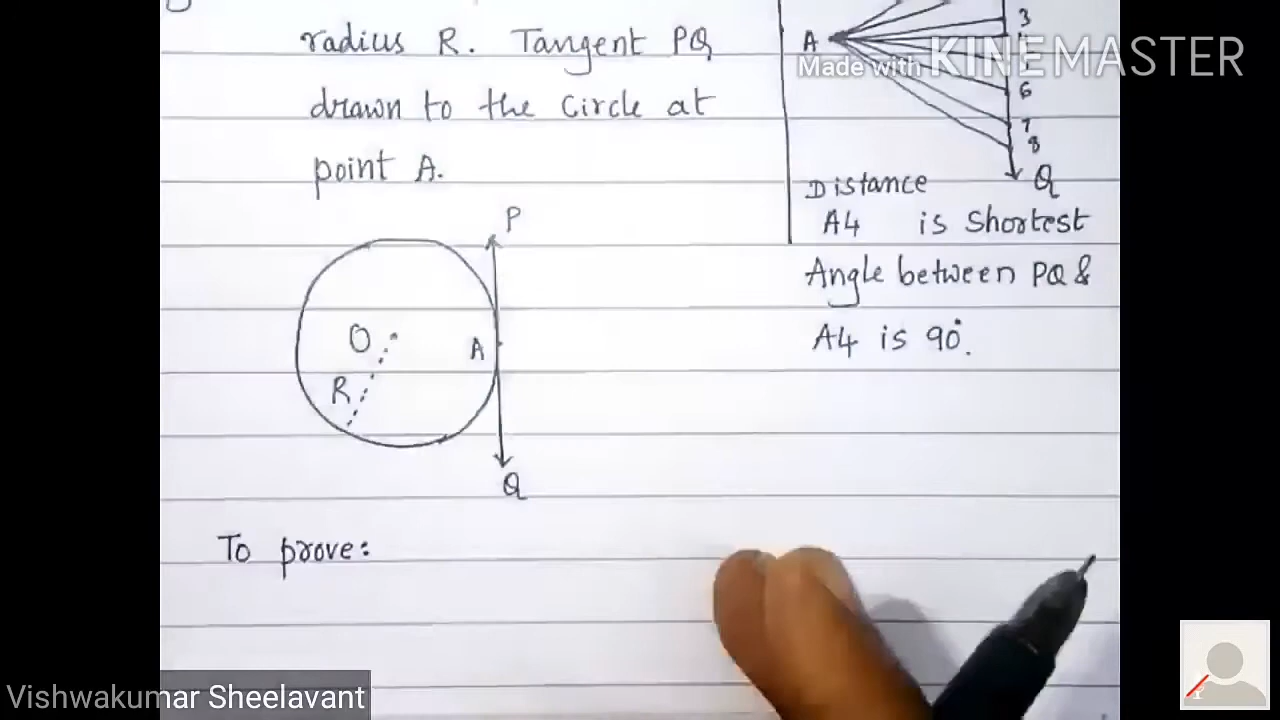 radius R. Tangent PQ
drawn to the circle at
point A.
P
O
A
R
Q
To prove:
A
3
6
7
8
Q
Distance
A4 is shortest
Angle between PQ &
A4 is 90°.
Made with KINEMASTER
Vishwakumar Sheelavant